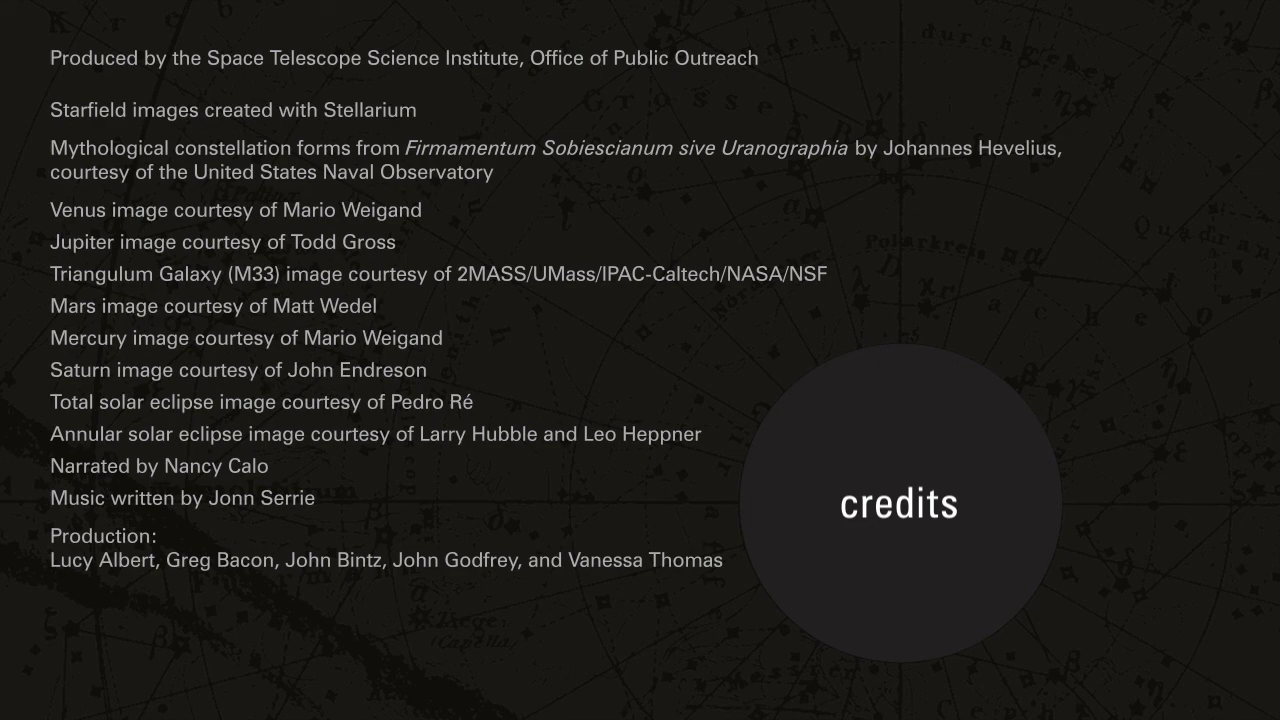 Produced by the Space Telescope Science Institute, Office of Public Outreach
Starfield images created with Stellarium
Mythological constellation forms from Firmamentum Sobiescianum sive Uranographia by Johannes Hevelius,
courtesy of the United States Naval Observatory
Venus image courtesy of Mario Weigand
Jupiter image courtesy of Todd Gross
Triangulum Galaxy (M33) image courtesy of 2MASS/UMass/IPAC-Caltech/NASA/NSF
Mars image courtesy of Matt Wedel
Mercury image courtesy of Mario Weigand
Saturn image courtesy of John Endreson
Total solar eclipse image courtesy of Pedro Ré
Annular solar eclipse image courtesy of Larry Hubble and Leo Heppner
Narrated by Nancy Calo
Music written by Jonn Serrie
Production:
Lucy Albert, Greg Bacon, John Bintz, John Godfrey, and Vanessa Thomas
credits
durchgehen
Grosse
Polarkreis
Drache
Ziege
(Capella)